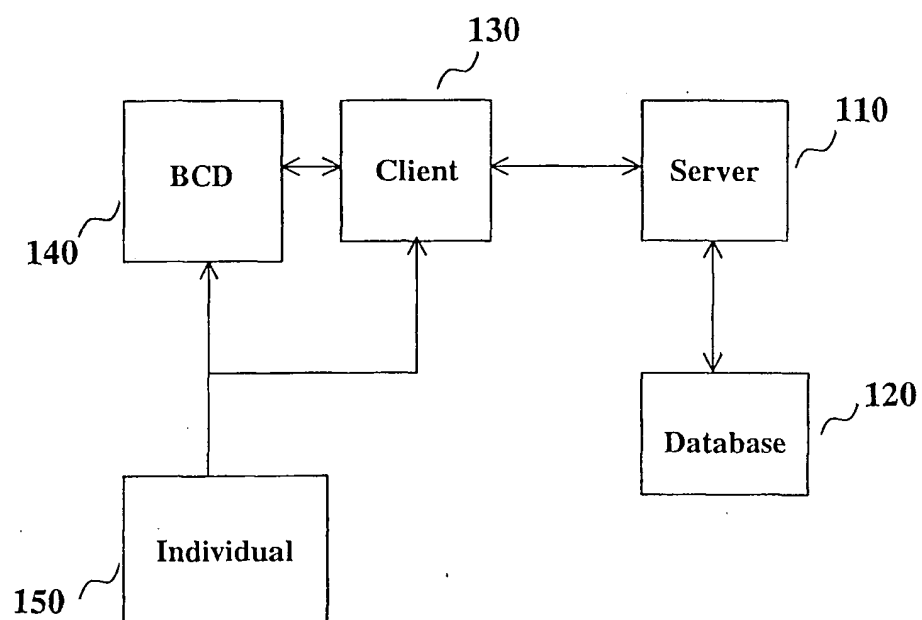 130
110
BCD
Client
Server
140
120
Database
Individual
150